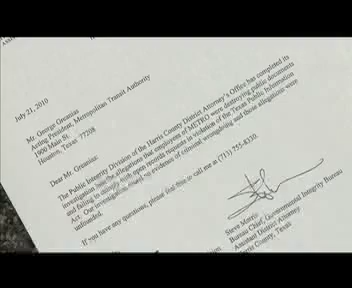 July 21, 2010
Mr. George Greanias
Acting President, Metropolitan Transit Authority
1900 Main St.
Houston, Texas 77208
Dear Mr. Greanias:
The Public Integrity Division of the Harris County District Attorney's Office has completed its
investigation into the allegations that employees of METRO were destroying public documents
and failing to comply with open records requests in violation of the Texas Public Information
Act. Our investigation found no evidence of criminal wrongdoing and those allegations were
unfounded.
If you have any questions, please feel free to call me at (713) 755-8330.
Steve Morris
Bureau Chief, Governmental Integrity Bureau
Assistant District Attorney
Harris County, Texas